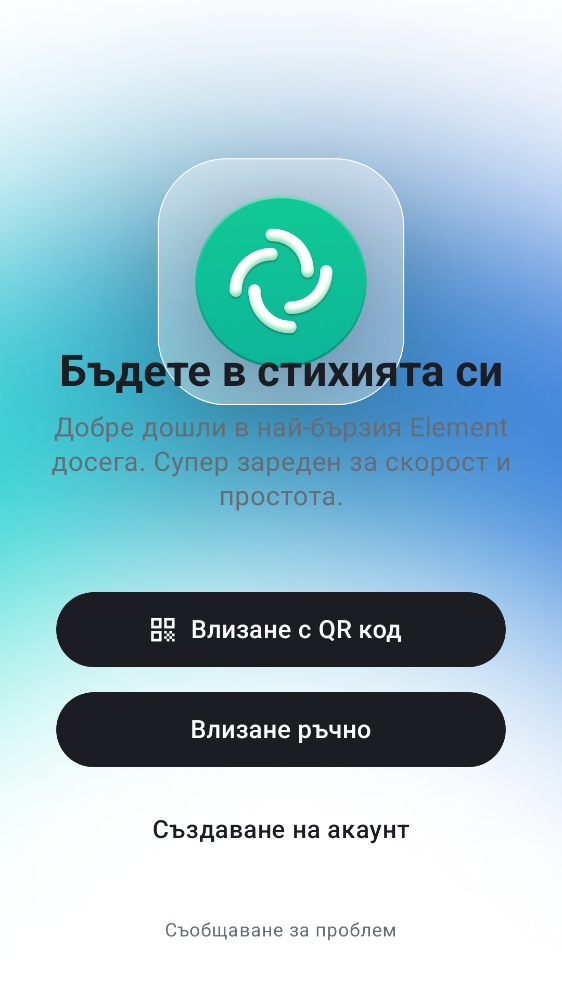 Бъдете в стихията си
Добре дошли в най-бързия Element
досега. Супер зареден за скорост и
простота.
Влизане с QR код
Влизане ръчно
Създаване на акаунт
Съобщаване за проблем